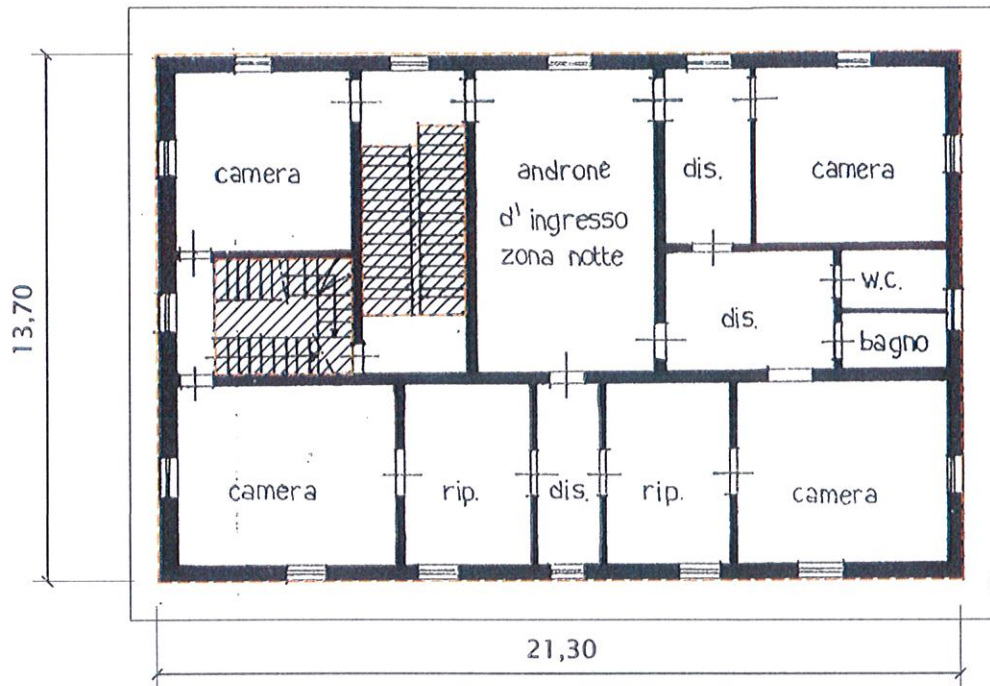 camera
androne
d' ingresso
zona notte
dis.
camera
W.C.
dis.
bagno
camera
rip.
dis.
rip.
camera
13,70
21,30